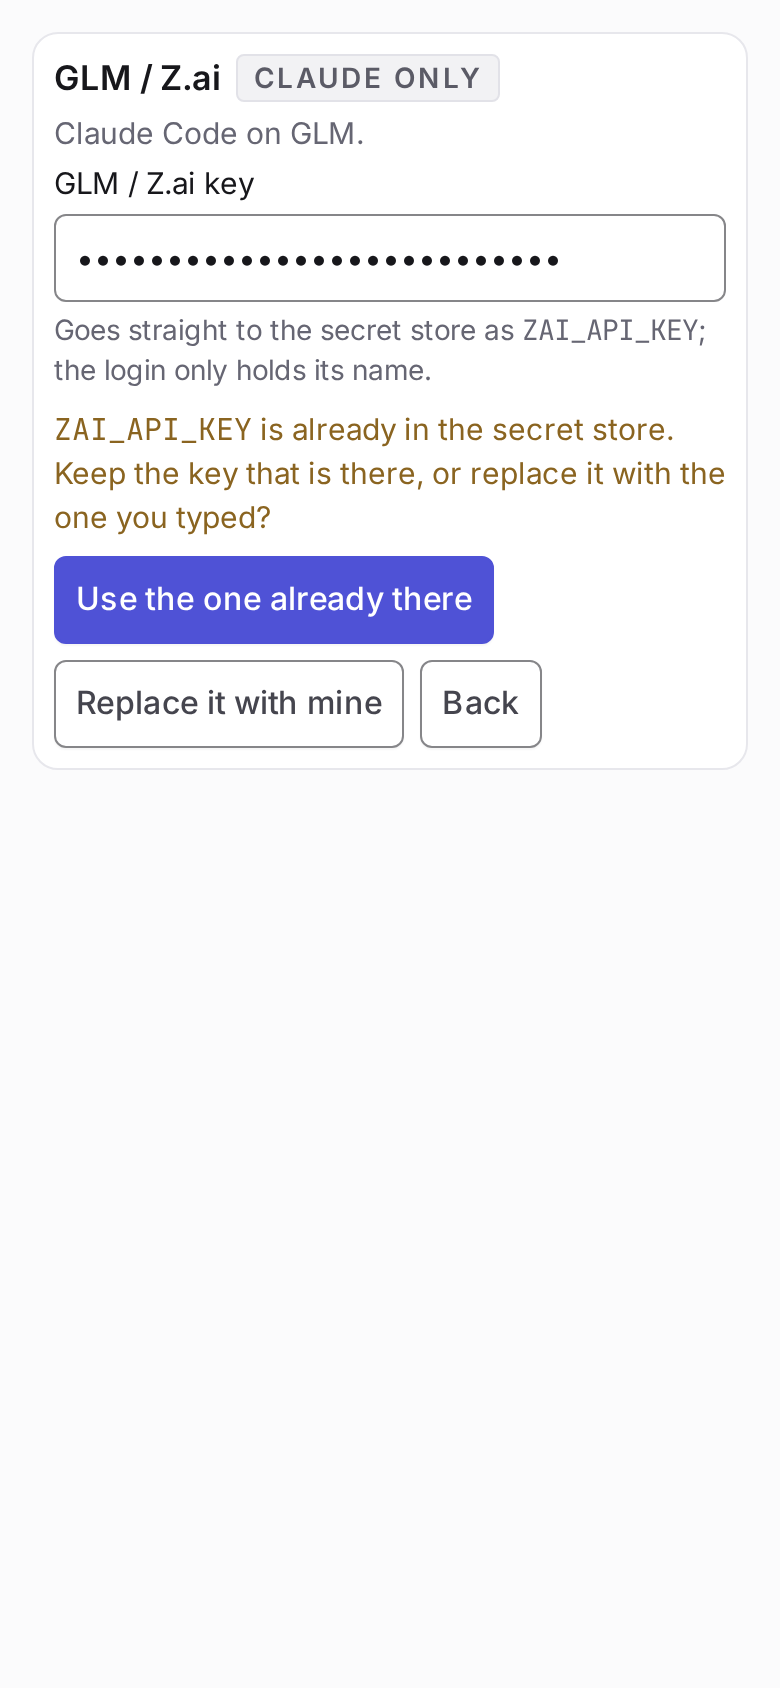 GLM / Z.ai CLAUDE ONLY
Claude Code on GLM.
GLM / Z.ai key
•••••••••••••••••••••••••••
Goes straight to the secret store as ZAI_API_KEY;
the login only holds its name.
ZAI_API_KEY is already in the secret store.
Keep the key that is there, or replace it with the
one you typed?
Use the one already there
Replace it with mine Back